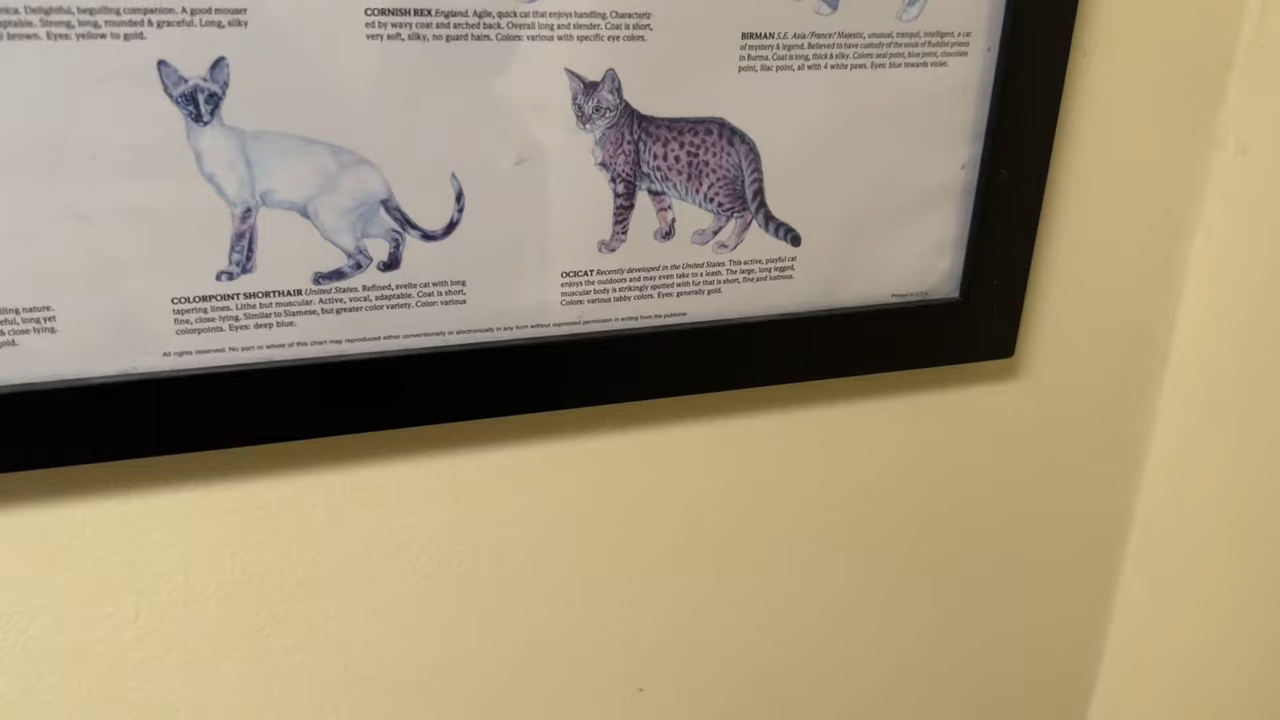 Delightful, beguiling companion. A good mouser
Strong, long, rounded & graceful. Long, silky
brown. Eyes: yellow to gold.
CORNISH REX England. Agile, quick cat that enjoys handling. Characteriz-
ed by wavy coat and arched back. Overall long and slender. Coat is short,
very soft, silky, no guard hairs. Colors: various with specific eye colors.
BIRMAN S.E. Asia/France? Majestic, unusual, tranquil, intelligent, a cat
of mystery & legend. Believed to have custody of the souls of Buddist priests
in Burma. Coat is long, thick & silky. Colors: seal point, blue point, chocolate
point, lilac point, all with 4 white paws. Eyes: blue towards violet.
ling nature.
eful, long yet
& close-lying.
old.
COLORPOINT SHORTHAIR United States. Refined, svelte cat with long
tapering lines. Lithe but muscular. Active, vocal, adaptable. Coat is short,
fine, close-lying. Similar to Siamese, but greater color variety. Color: various
colorpoints. Eyes: deep blue.
OCICAT Recently developed in the United States. This active, playful cat
enjoys the outdoors and may even take to a leash. The large, long legged,
muscular body is strikingly spotted with fur that is short, fine and lustrous.
Colors: various tabby colors. Eyes: generally gold.
All rights reserved. No part or whole of this chart may reproduced either conventionally or electronically in any form without expressed permission in writing from the publisher
Printed in U.S.A.